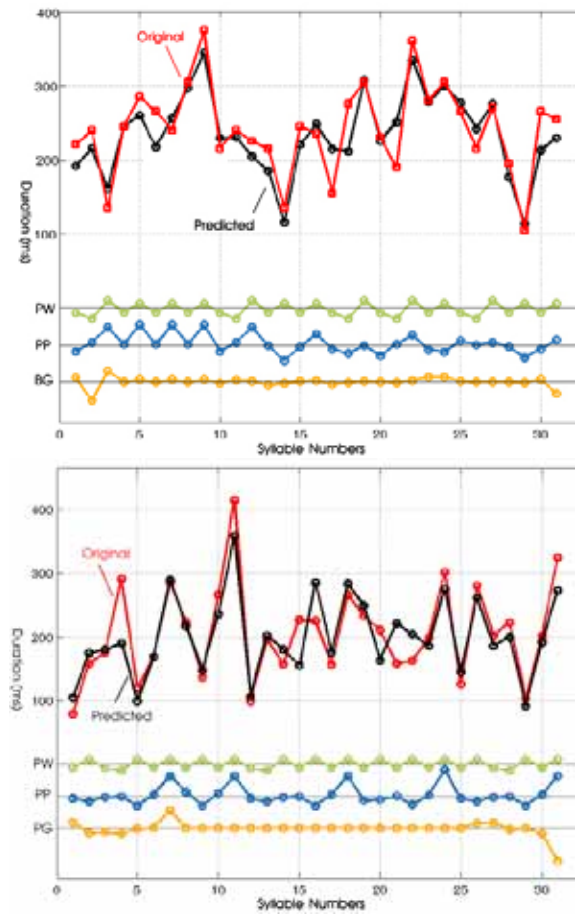 400
Original
300
200
Duration (ms)
Predicted
100
PW
PP
BG
0 5 10 15 20 25 30
Syllable Numbers
400
Original
300
200
Duration (ms)
100
Predicted
PW
PP
PG
0 5 10 15 20 25 30
Syllable Numbers